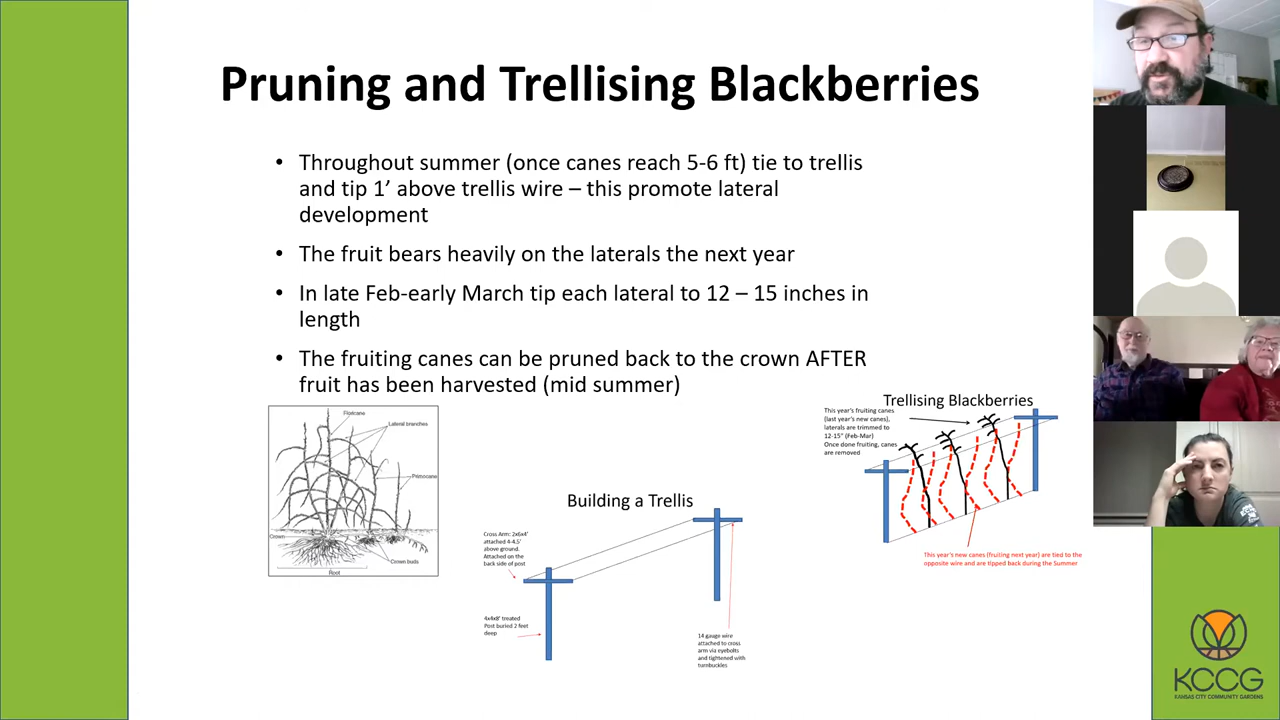 Pruning and Trellising Blackberries
• Throughout summer (once canes reach 5-6 ft) tie to trellis
and tip 1’ above trellis wire – this promote lateral
development
• The fruit bears heavily on the laterals the next year
• In late Feb-early March tip each lateral to 12 – 15 inches in
length
• The fruiting canes can be pruned back to the crown AFTER
fruit has been harvested (mid summer)
Floricane
Lateral branches
Primocane
Crown
Crown buds
Root
Building a Trellis
Cross Arm: 2x6x4’
attached 4-4.5’
above ground.
Attached on the
back side of post
4x4x8’ treated
Post buried 2 feet
deep
14 gauge wire
attached to cross
arm via eyebolts
and tightened with
turnbuckles
Trellising Blackberries
This year’s fruiting canes
(last year’s new canes),
laterals are trimmed to
12-15” (Feb-Mar)
Once done fruiting, canes
are removed
This year’s new canes (fruiting next year) are tied to the
opposite wire and are tipped back during the Summer
KCCG
KANSAS CITY COMMUNITY GARDENS